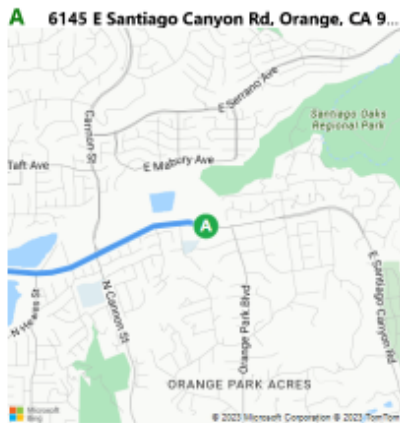 A 6145 E Santiago Canyon Rd, Orange, CA 9...
Cannon St
E Serrano Ave
Santiago Oaks
Regional Park
Taft Ave
E Mabury Ave
A
E Santiago Canyon Rd
N Hewes St
N Cannon St
Orange Park Blvd
ORANGE PARK ACRES
Microsoft
Bing
© 2023 Microsoft Corporation © 2023 TomTom